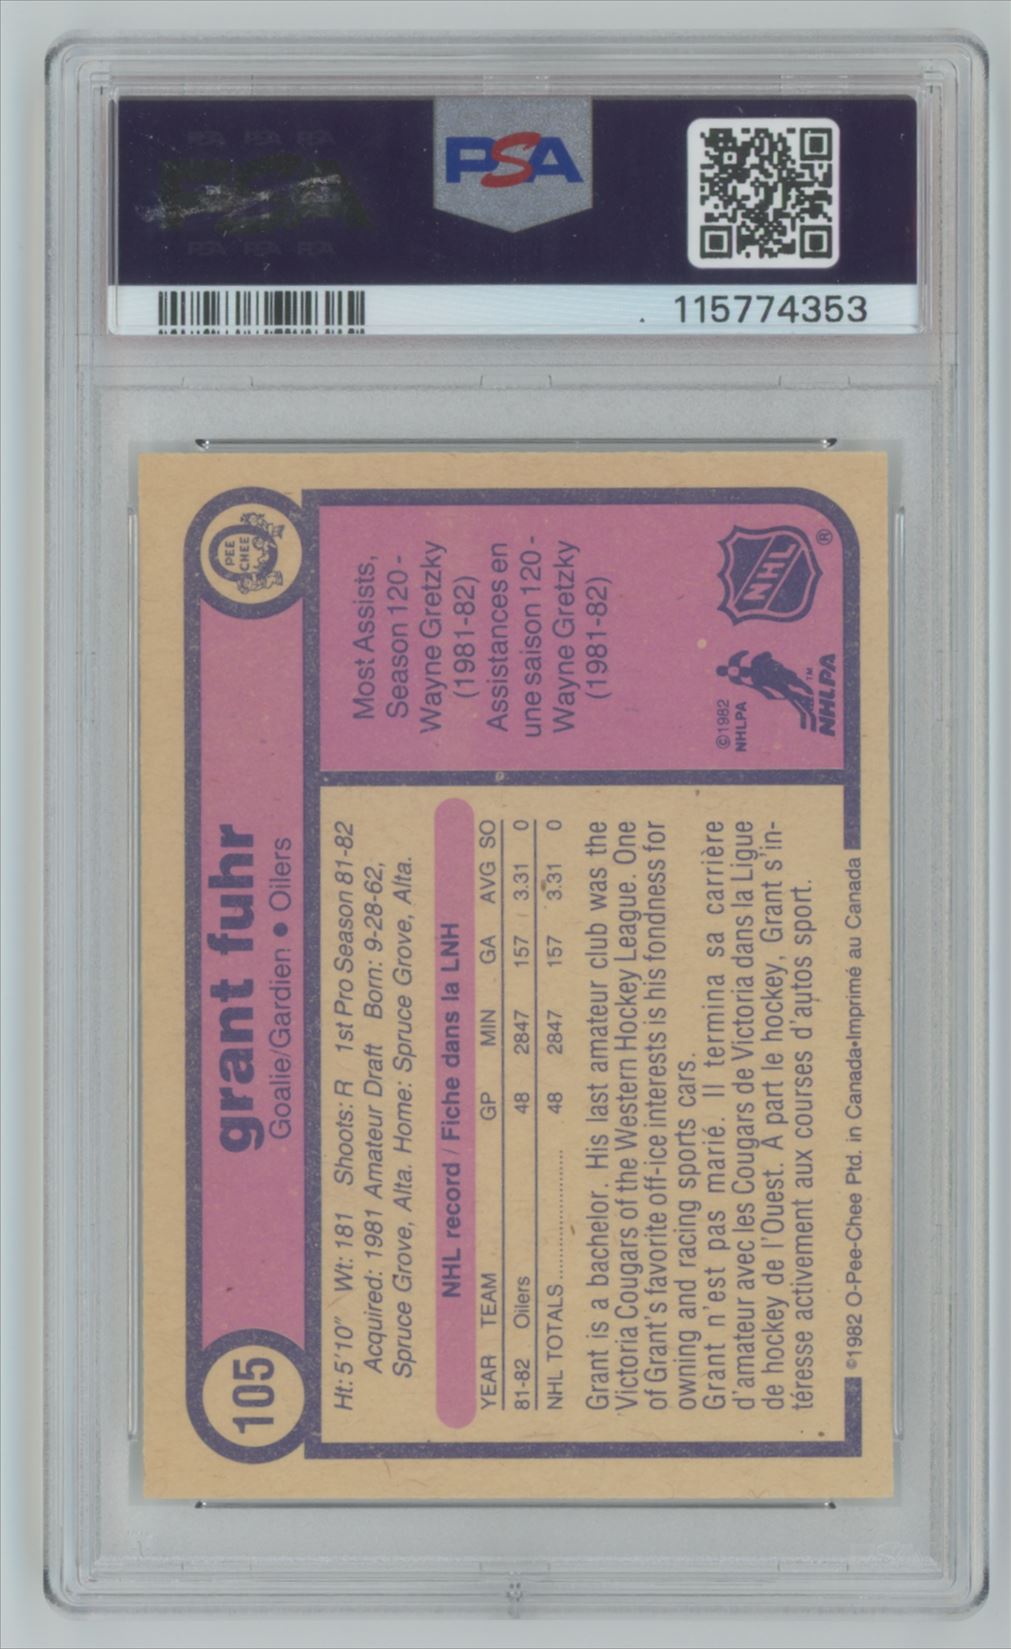 PSA PSA PSA
PSA
PSA PSA PSA
PSA
115774353
105
grant fuhr
Goalie/Gardien • Oilers
O PEE CHEE
Ht: 5'10" Wt: 181 Shoots: R 1st Pro Season 81-82
Acquired: 1981 Amateur Draft Born: 9-28-62,
Spruce Grove, Alta. Home: Spruce Grove, Alta.
NHL record / Fiche dans la LNH
YEAR TEAM GP MIN GA AVG SO
81-82 Oilers 48 2847 157 3.31 0
NHL TOTALS 48 2847 157 3.31 0
Grant is a bachelor. His last amateur club was the
Victoria Cougars of the Western Hockey League. One
of Grant's favorite off-ice interests is his fondness for
owning and racing sports cars.
Grant n'est pas marié. Il termina sa carrière
d'amateur avec les Cougars de Victoria dans la Ligue
de hockey de l'Ouest. À part le hockey, Grant s'in-
téresse activement aux courses d'autos sport.
©1982 O-Pee-Chee Ptd. in Canada•Imprimé au Canada
Most Assists,
Season 120 -
Wayne Gretzky
(1981-82)
Assistances en
une saison 120 -
Wayne Gretzky
(1981-82)
©1982
NHLPA
TM
NHLPA
NHL
®